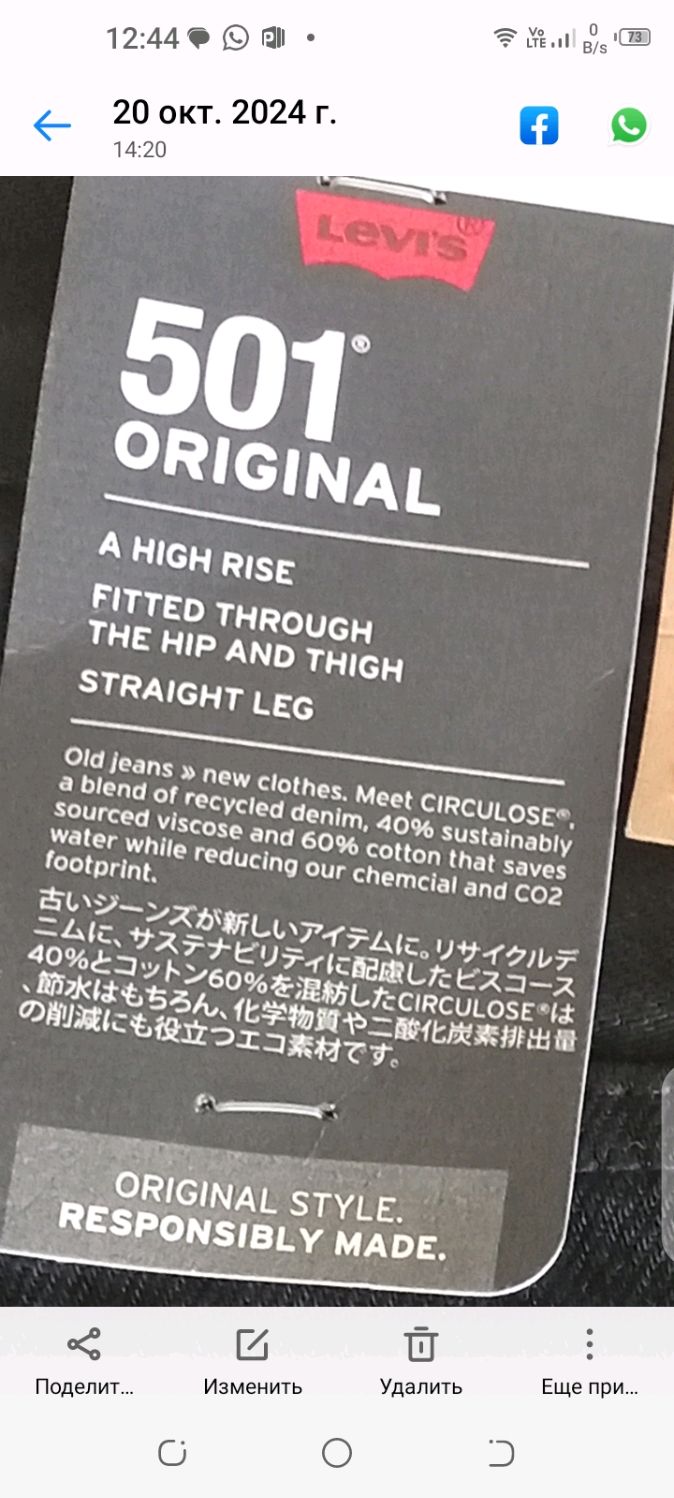 12:44
Vo
LTE
0
B/s
73
20 окт. 2024 г.
14:20
Levi's®
501®
ORIGINAL
A HIGH RISE
FITTED THROUGH
THE HIP AND THIGH
STRAIGHT LEG
Old jeans » new clothes. Meet CIRCULOSE®,
a blend of recycled denim, 40% sustainably
sourced viscose and 60% cotton that saves
water while reducing our chemcial and CO2
footprint.
古いジーンズが新しいアイテムに。リサイクルデ
ニムに、サステナビリティに配慮したビスコース
40%とコットン60%を混紡したCIRCULOSE®は
、節水はもちろん、化学物質や二酸化炭素排出量
の削減にも役立つエコ素材です。
ORIGINAL STYLE.
RESPONSIBLY MADE.
Поделит...
Изменить
Удалить
Еще при...